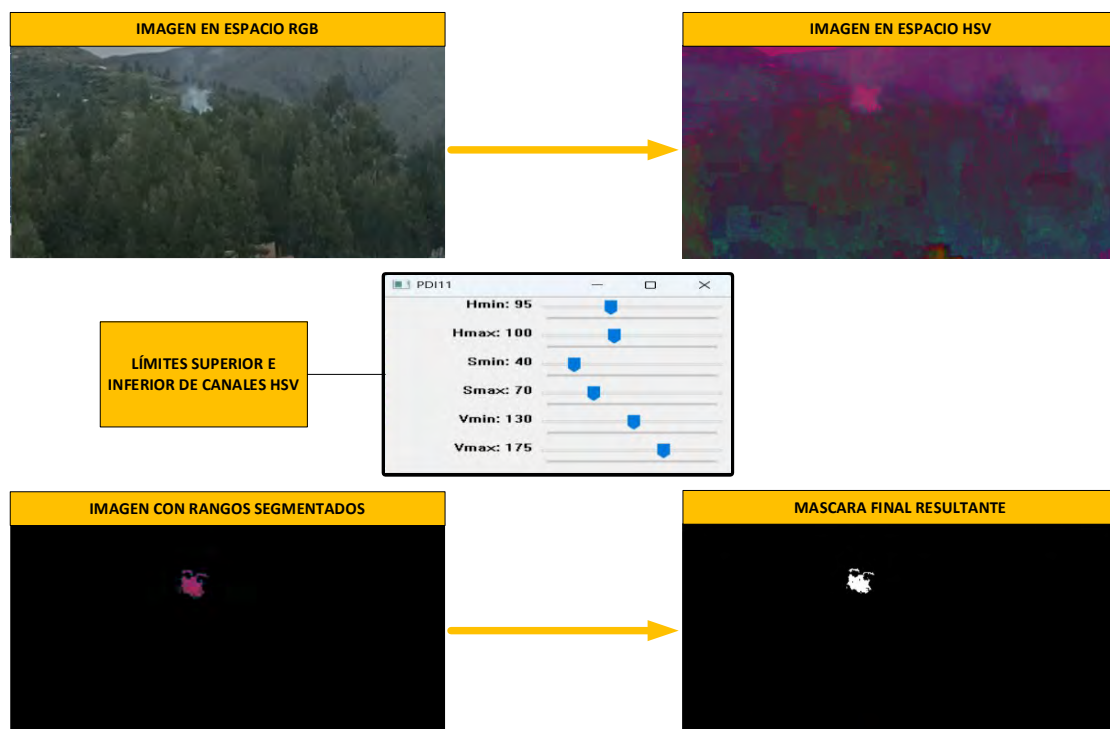 IMAGEN EN ESPACIO RGB
IMAGEN EN ESPACIO HSV
PDI11
Hmin: 95
Hmax: 100
Smin: 40
Smax: 70
Vmin: 130
Vmax: 175
LÍMITES SUPERIOR E
INFERIOR DE CANALES HSV
IMAGEN CON RANGOS SEGMENTADOS
MASCARA FINAL RESULTANTE